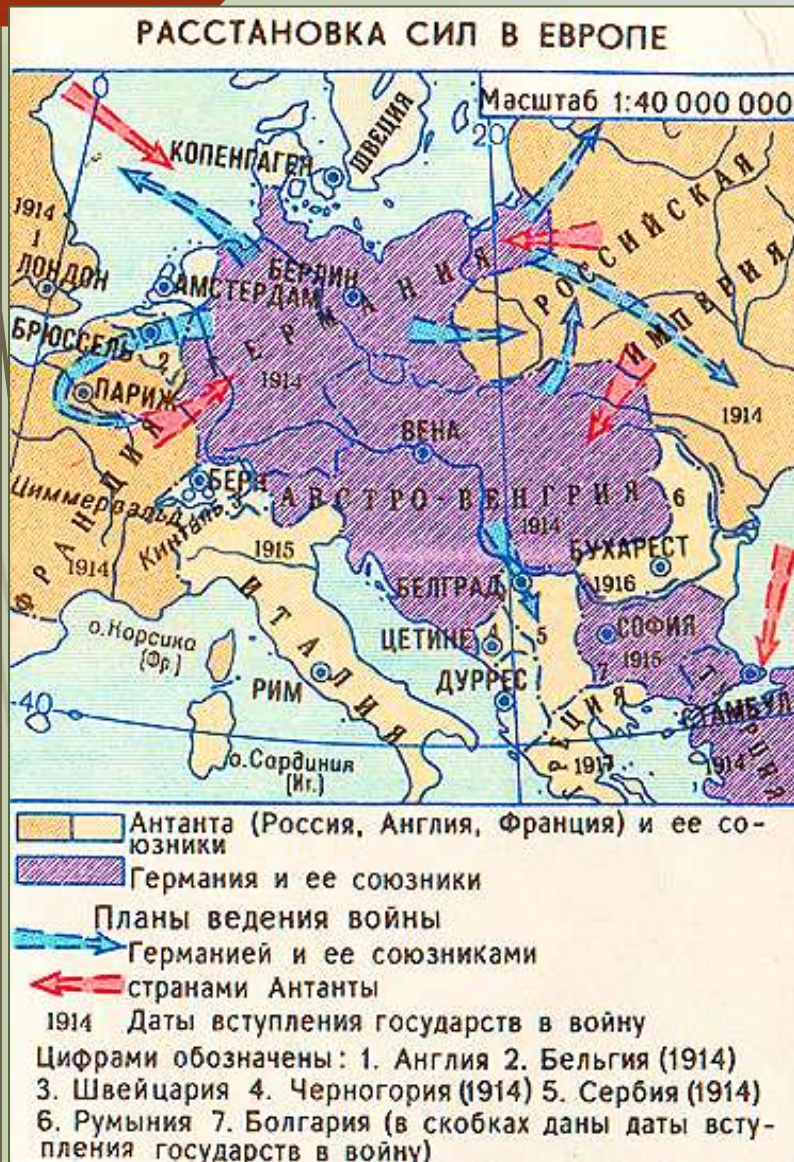 РАССТАНОВКА СИЛ В ЕВРОПЕ
0
Масштаб 1:40 000 000
20
КОПЕНГАГЕН
ШВЕЦИЯ
1914
1
ЛОНДОН
АМСТЕРДАМ
БЕРЛИН
ГЕРМАНИЯ
РОССИЙСКАЯ
ИМПЕРИЯ
БРЮССЕЛЬ 2
1914
ПАРИЖ
1914
ВЕНА
БЕРН
Циммервальд
Кинталь 3
АВСТРО-ВЕНГРИЯ
6
1914
ФРАНЦИЯ
1914
1915
БУХАРЕСТ
1916
ИТАЛИЯ
БЕЛГРАД
о. Корсика
(Фр.)
ЦЕТИНЕ 4
5
СОФИЯ
1915
7
РИМ
ДУРРЕС
40
СТАМБУЛ
ТУРЦИЯ
ГРЕЦИЯ
о. Сардиния
(Ит.)
1917
1914
Антанта (Россия, Англия, Франция) и ее со-
юзники
Германия и ее союзники
Планы ведения войны
Германией и ее союзниками
странами Антанты
1914 Даты вступления государств в войну
Цифрами обозначены: 1. Англия 2. Бельгия (1914)
3. Швейцария 4. Черногория (1914) 5. Сербия (1914)
6. Румыния 7. Болгария (в скобках даны даты всту-
пления государств в войну)